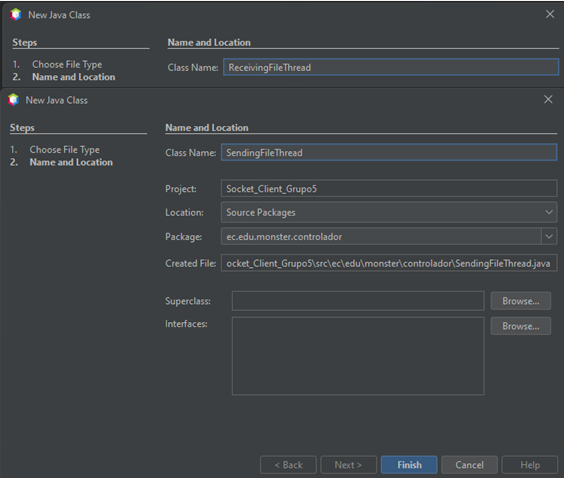 New Java Class
Steps
1. Choose File Type
2. Name and Location
Name and Location
Class Name: ReceivingFileThread
New Java Class
Steps
1. Choose File Type
2. Name and Location
Name and Location
Class Name: SendingFileThread
Project: Socket_Client_Grupo5
Location: Source Packages
Package: ec.edu.monster.controlador
Created File: ocket_Client_Grupo5\src\ec\edu\monster\controlador\SendingFileThread.java
Superclass: Browse...
Interfaces: Browse...
< Back Next > Finish Cancel Help